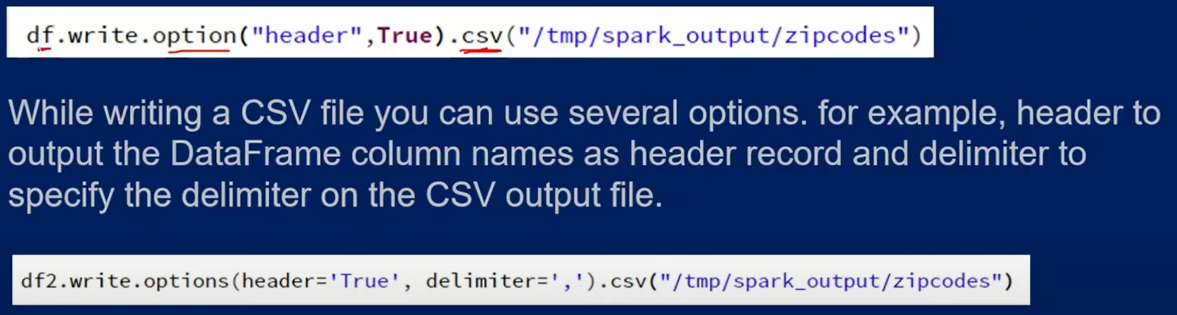 df.write.option("header",True).csv("/tmp/spark_output/zipcodes")
While writing a CSV file you can use several options. for example, header to
output the DataFrame column names as header record and delimiter to
specify the delimiter on the CSV output file.
df2.write.options(header='True', delimiter=',').csv("/tmp/spark_output/zipcodes")